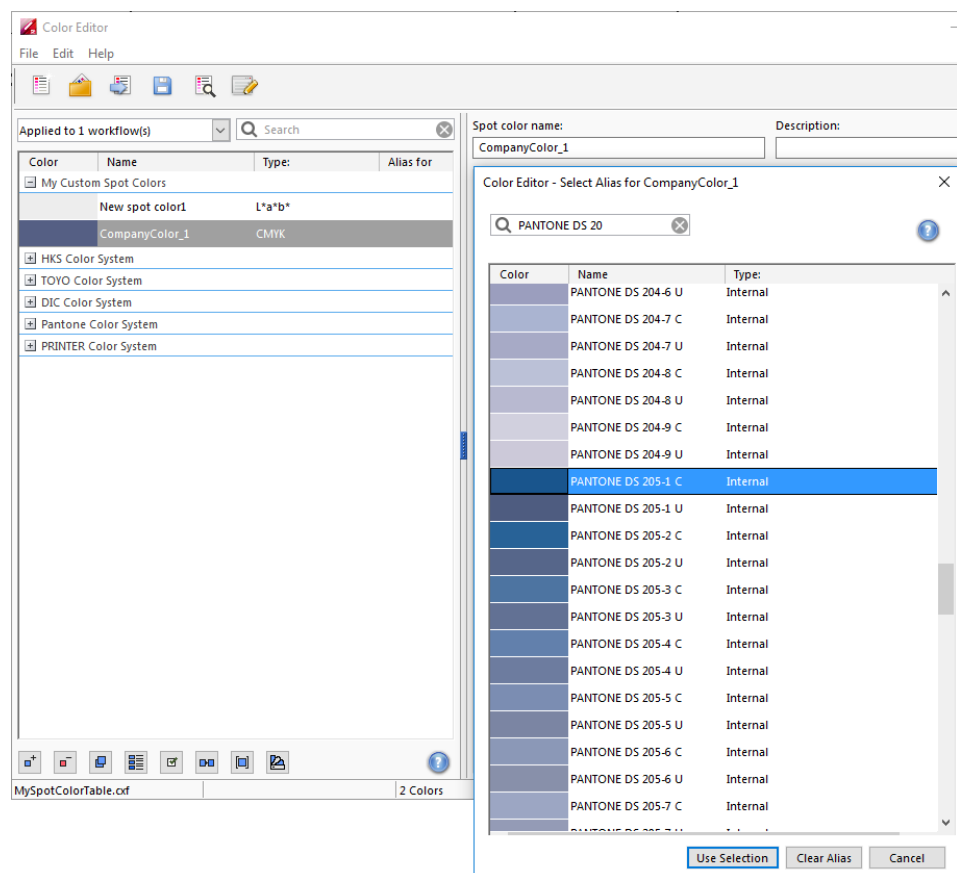 Color Editor
File Edit Help
Applied to 1 workflow(s) Search
Color Name Type: Alias for
My Custom Spot Colors
New spot color1 L*a*b*
CompanyColor_1 CMYK
HKS Color System
TOYO Color System
DIC Color System
Pantone Color System
PRINTER Color System
MySpotColorTable.cxf 2 Colors
Spot color name: Description:
CompanyColor_1
Color Editor - Select Alias for CompanyColor_1
PANTONE DS 20
Color Name Type:
PANTONE DS 204-6 U Internal
PANTONE DS 204-7 C Internal
PANTONE DS 204-7 U Internal
PANTONE DS 204-8 C Internal
PANTONE DS 204-8 U Internal
PANTONE DS 204-9 C Internal
PANTONE DS 204-9 U Internal
PANTONE DS 205-1 C Internal
PANTONE DS 205-1 U Internal
PANTONE DS 205-2 C Internal
PANTONE DS 205-2 U Internal
PANTONE DS 205-3 C Internal
PANTONE DS 205-3 U Internal
PANTONE DS 205-4 C Internal
PANTONE DS 205-4 U Internal
PANTONE DS 205-5 C Internal
PANTONE DS 205-5 U Internal
PANTONE DS 205-6 C Internal
PANTONE DS 205-6 U Internal
PANTONE DS 205-7 C Internal
Use Selection Clear Alias Cancel